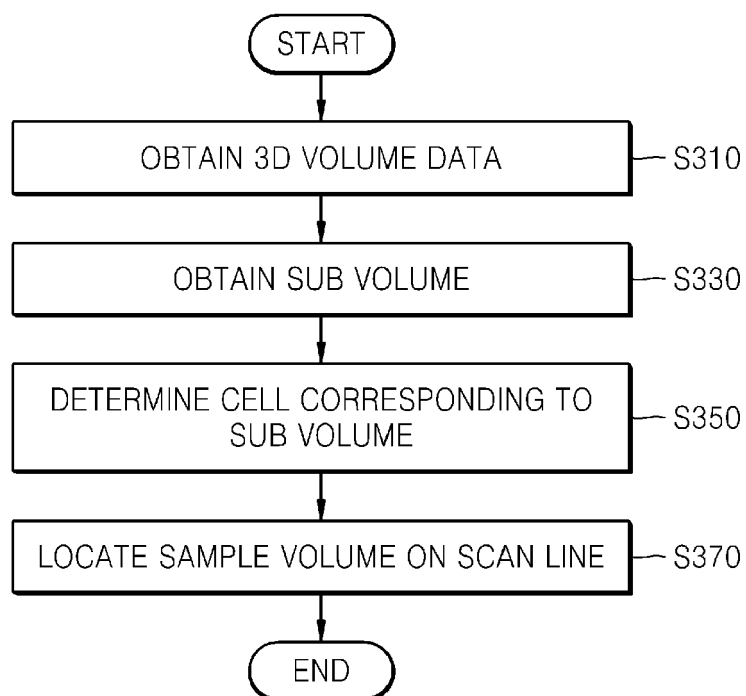 START
OBTAIN 3D VOLUME DATA
S310
OBTAIN SUB VOLUME
S330
DETERMINE CELL CORRESPONDING TO
SUB VOLUME
S350
LOCATE SAMPLE VOLUME ON SCAN LINE
S370
END